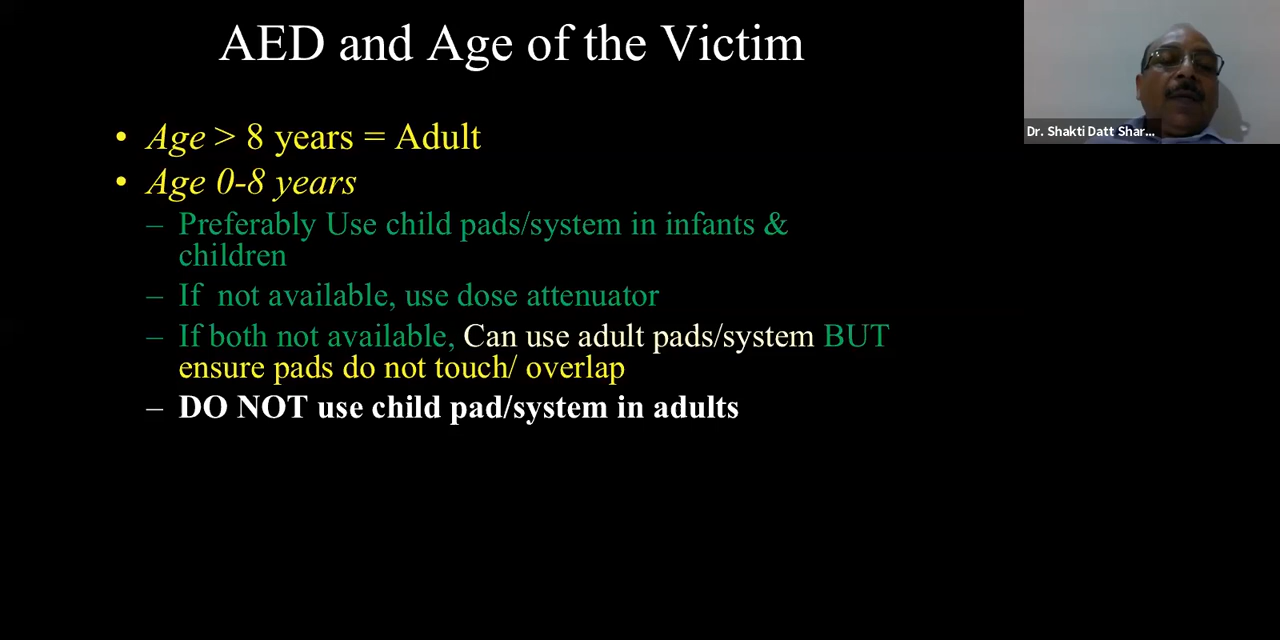 AED and Age of the Victim
Dr. Shakti Datt Shar...
• Age > 8 years = Adult
• Age 0-8 years
– Preferably Use child pads/system in infants &
children
– If not available, use dose attenuator
– If both not available, Can use adult pads/system BUT
ensure pads do not touch/ overlap
– DO NOT use child pad/system in adults